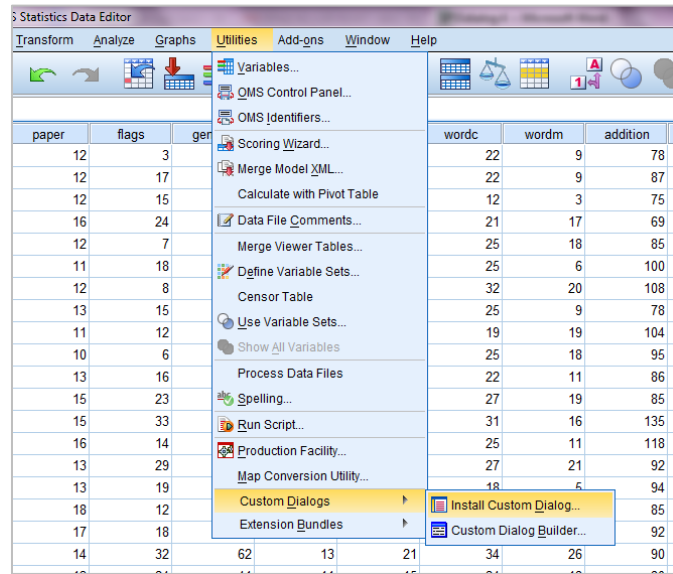 S Statistics Data Editor
Transform Analyze Graphs Utilities Add-ons Window Help
Variables...
OMS Control Panel...
OMS Identifiers...
Scoring Wizard...
Merge Model XML...
Calculate with Pivot Table
Data File Comments...
Merge Viewer Tables...
Define Variable Sets...
Censor Table
Use Variable Sets...
Show All Variables
Process Data Files
Spelling...
Run Script...
Production Facility...
Map Conversion Utility...
Custom Dialogs
Extension Bundles
Install Custom Dialog...
Custom Dialog Builder...
paper flags gen wordc wordm addition
12 3 22 9 78
12 17 22 9 87
12 15 12 3 75
16 24 21 17 69
12 7 25 18 85
11 18 25 6 100
12 8 32 20 108
13 15 25 9 78
11 12 19 19 104
10 6 25 18 95
13 16 22 11 86
15 23 27 19 85
15 33 31 16 135
16 14 25 11 118
13 29 27 21 92
13 19 18 5 94
18 12 85
17 18 92
14 32 62 13 21 34 26 90